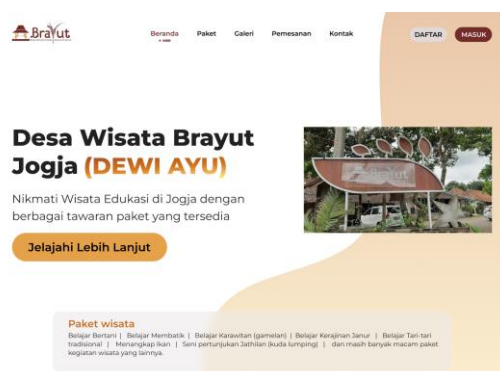 Brayut
Beranda
Paket
Galeri
Pemesanan
Kontak
DAFTAR
MASUK
Desa Wisata Brayut
Jogja (DEWI AYU)
Nikmati Wisata Edukasi di Jogja dengan
berbagai tawaran paket yang tersedia
Jelajahi Lebih Lanjut
Brayut
Paket wisata
Belajar Bertani | Belajar Membatik | Belajar Karawitan (gamelan) | Belajar Kerajinan Janur | Belajar Tari-tari
tradisional | Menangkap Ikan | Seni pertunjukan Jathilan (kuda lumping) | dan masih banyak macam paket
kegiatan wisata yang lainnya.